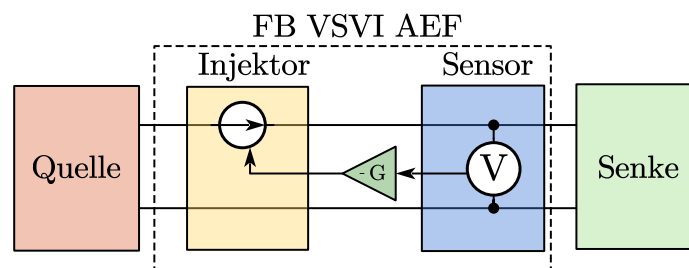 FB VSVI AEF
Injektor
Sensor
Quelle
- G
V
Senke